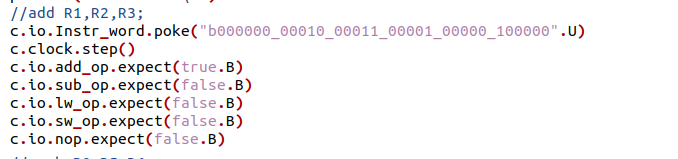 //add R1,R2,R3;
c.io.Instr_word.poke("b000000_00010_00011_00001_00000_100000".U)
c.clock.step()
c.io.add_op.expect(true.B)
c.io.sub_op.expect(false.B)
c.io.lw_op.expect(false.B)
c.io.sw_op.expect(false.B)
c.io.nop.expect(false.B)